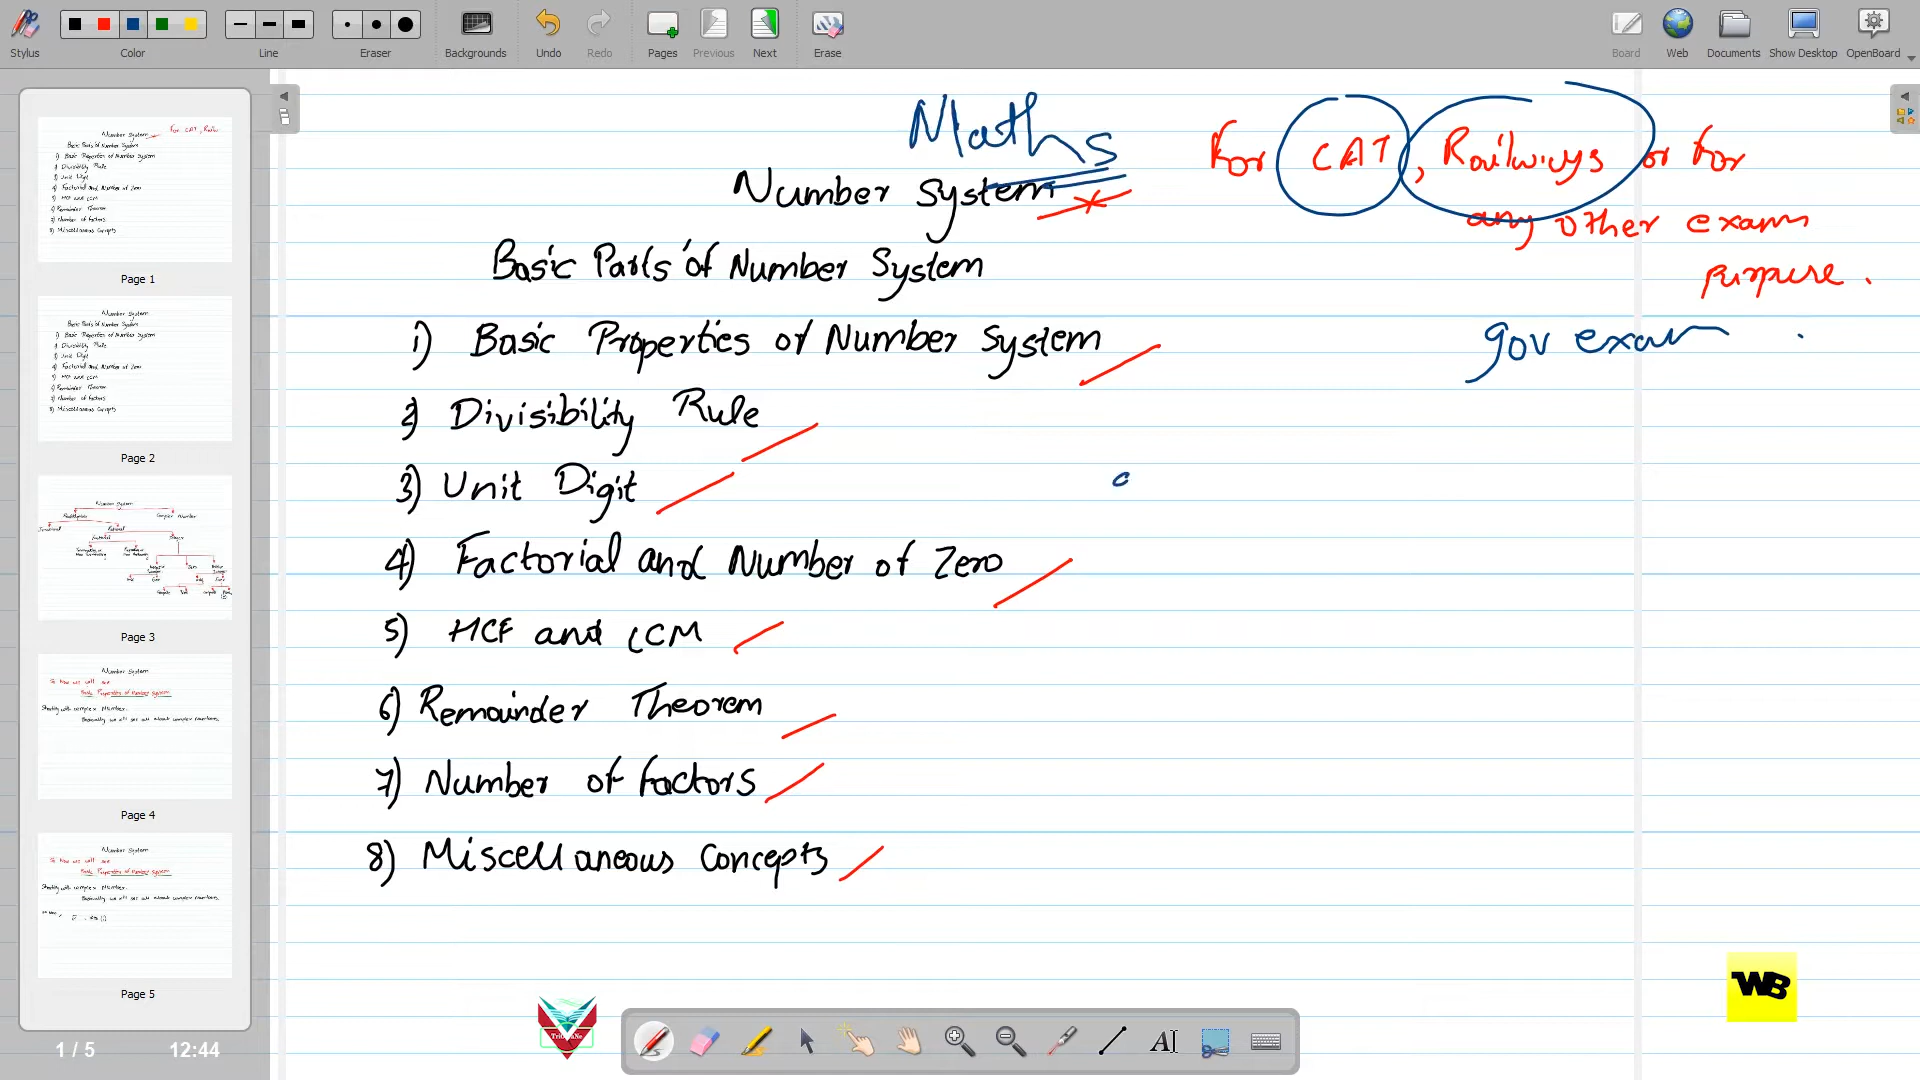 Stylus Color Line Eraser Backgrounds Undo Redo Pages Previous Next Erase Board Web Documents Show Desktop OpenBoard
Maths
For CAT, Railways or for
any other exam
purpose.
Number System
Basic Parts of Number System
gov exam
1) Basic Properties of Number System
2) Divisibility Rule
3) Unit Digit
4) Factorial and Number of Zero
5) HCF and LCM
6) Remainder Theorem
7) Number of factors
8) Miscellaneous Concepts
Page 1
Page 2
Page 3
Page 4
Page 5
1 / 5 12:44
WB